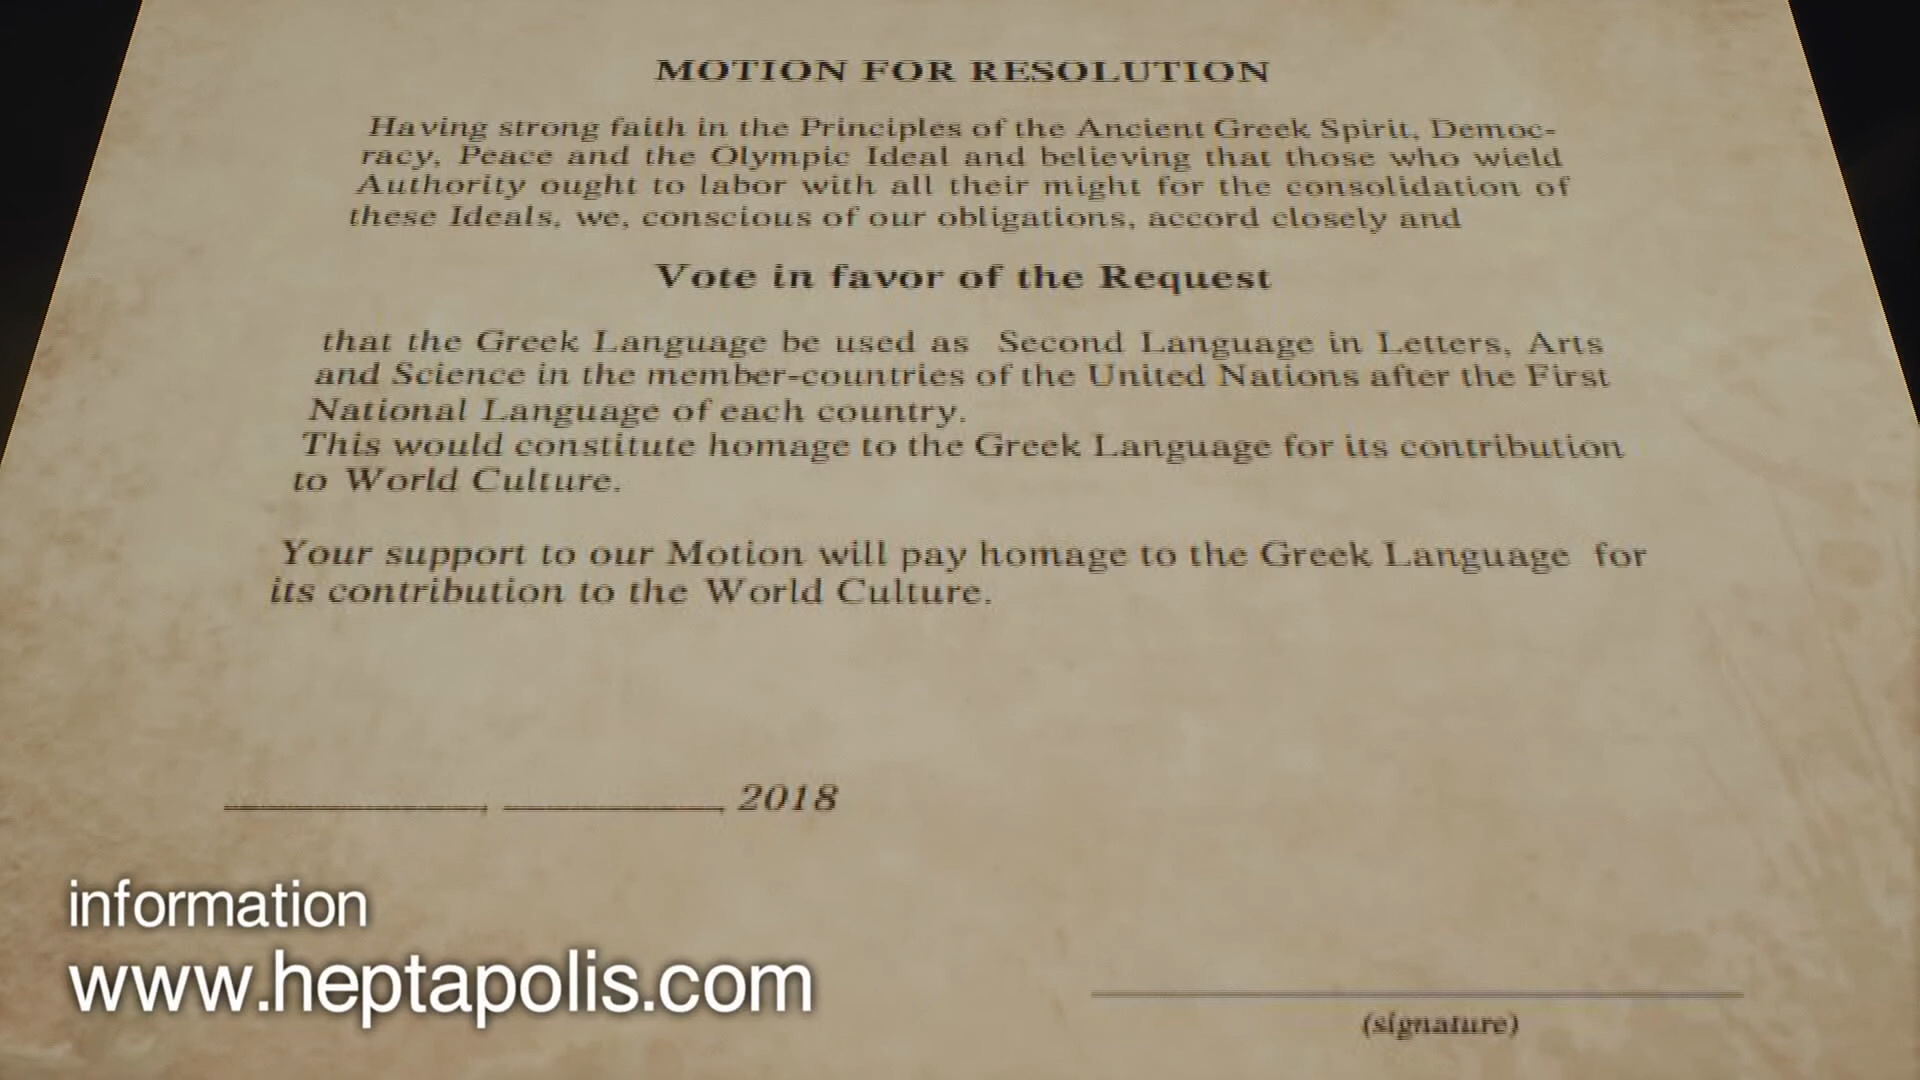 MOTION FOR RESOLUTION
Having strong faith in the Principles of the Ancient Greek Spirit, Democ-
racy, Peace and the Olympic Ideal and believing that those who wield
Authority ought to labor with all their might for the consolidation of
these Ideals, we, conscious of our obligations, accord closely and
Vote in favor of the Request
that the Greek Language be used as Second Language in Letters, Arts
and Science in the member-countries of the United Nations after the First
National Language of each country.
This would constitute homage to the Greek Language for its contribution
to World Culture.
Your support to our Motion will pay homage to the Greek Language for
its contribution to the World Culture.
____________, __________, 2018
information
www.heptapolis.com
(signature)